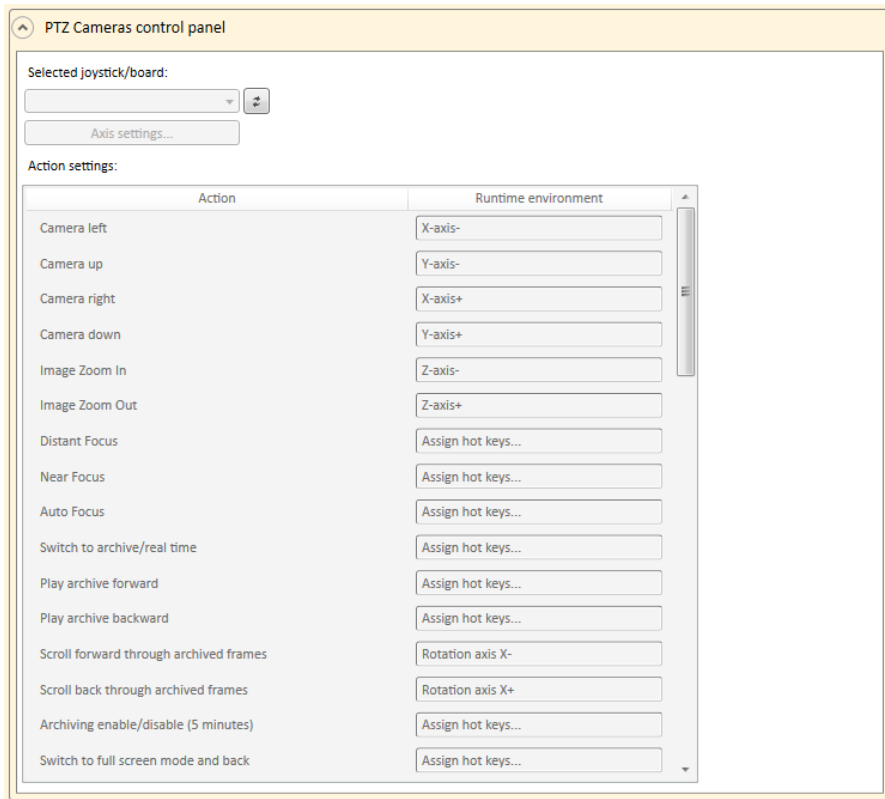 PTZ Cameras control panel
Selected joystick/board:
Axis settings...
Action settings:
Action Runtime environment
Camera left X-axis-
Camera up Y-axis-
Camera right X-axis+
Camera down Y-axis+
Image Zoom In Z-axis-
Image Zoom Out Z-axis+
Distant Focus Assign hot keys...
Near Focus Assign hot keys...
Auto Focus Assign hot keys...
Switch to archive/real time Assign hot keys...
Play archive forward Assign hot keys...
Play archive backward Assign hot keys...
Scroll forward through archived frames Rotation axis X-
Scroll back through archived frames Rotation axis X+
Archiving enable/disable (5 minutes) Assign hot keys...
Switch to full screen mode and back Assign hot keys...